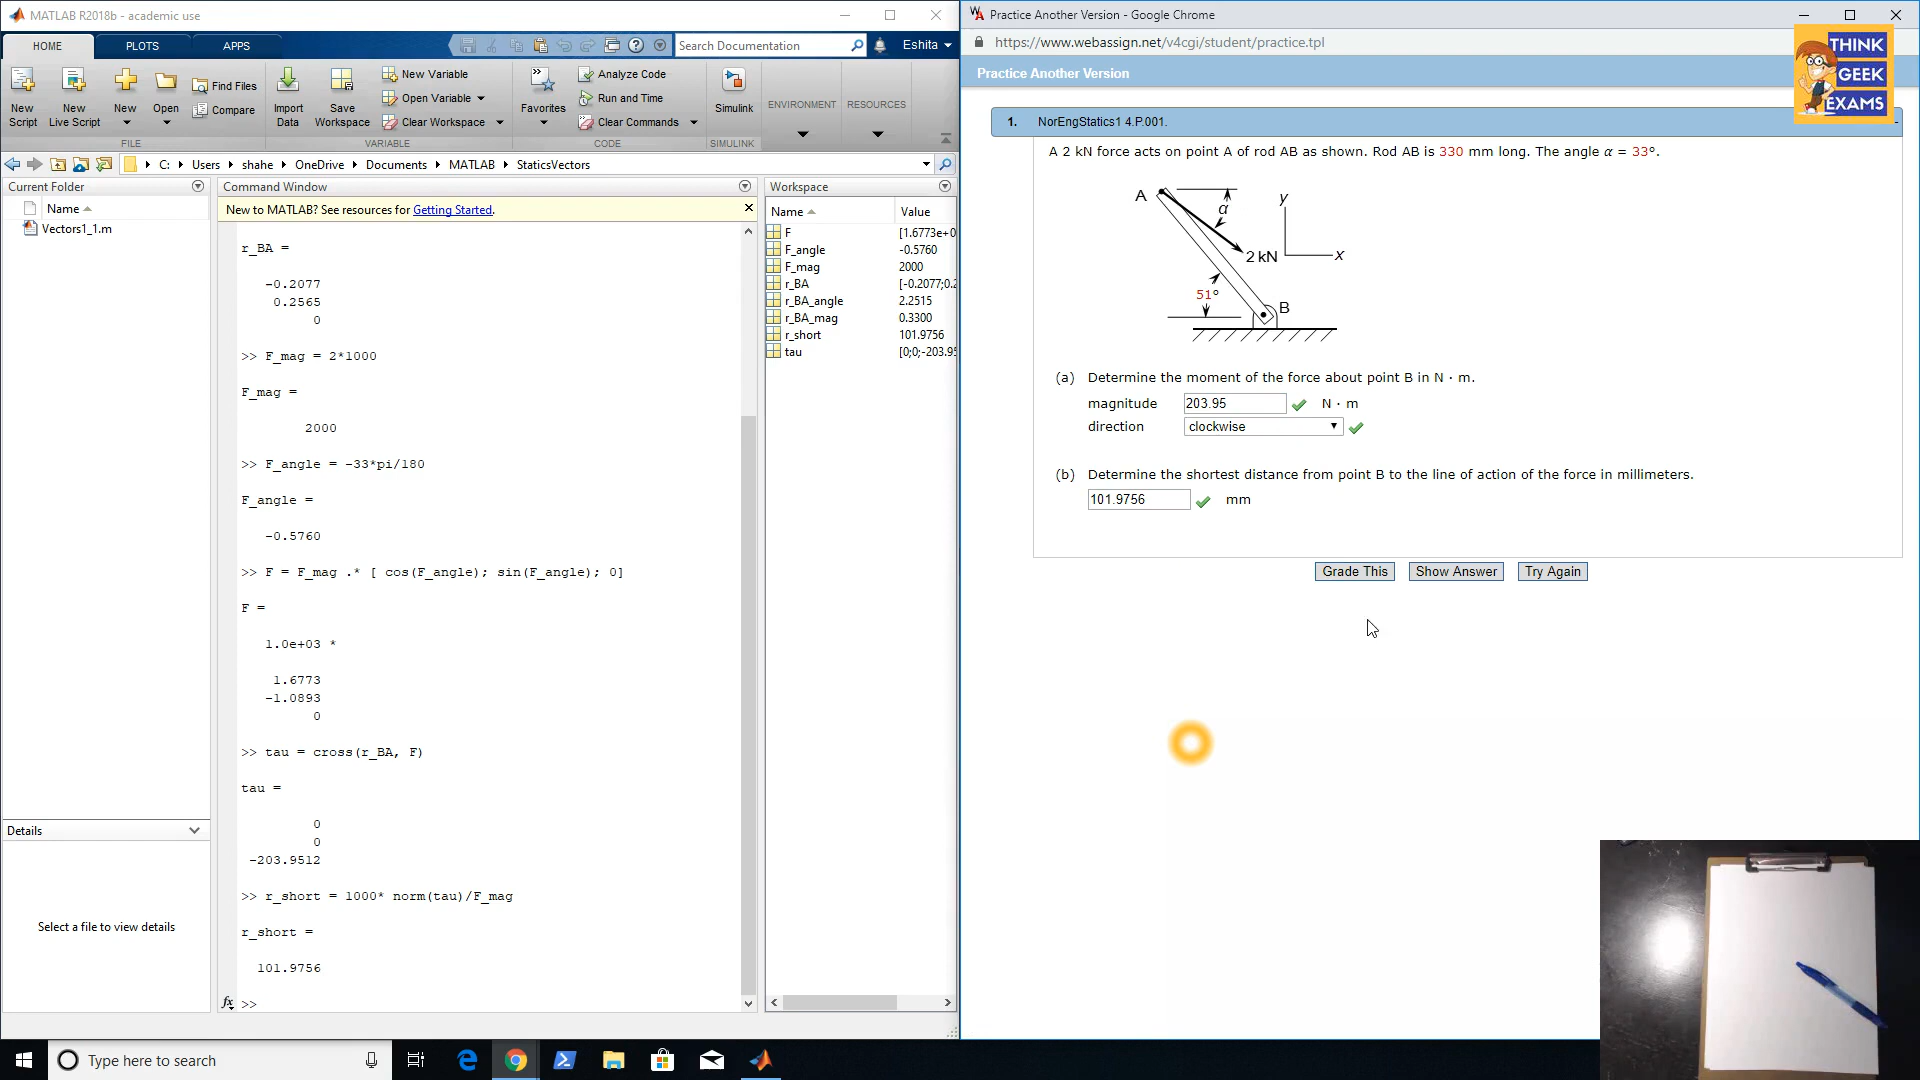 MATLAB R2018b - academic use
HOME
PLOTS
APPS
Search Documentation
Eshita
New
Script
New
Live Script
New
Open
Find Files
Compare
Import
Data
Save
Workspace
New Variable
Open Variable
Clear Workspace
Favorites
Analyze Code
Run and Time
Clear Commands
Simulink
ENVIRONMENT
RESOURCES
FILE
VARIABLE
CODE
SIMULINK
C:
Users
shahe
OneDrive
Documents
MATLAB
StaticsVectors
Current Folder
Name
Vectors1_1.m
Details
Select a file to view details
Command Window
New to MATLAB? See resources for Getting Started.
r_BA =
-0.2077
0.2565
0
>> F_mag = 2*1000
F_mag =
2000
>> F_angle = -33*pi/180
F_angle =
-0.5760
>> F = F_mag .* [ cos(F_angle); sin(F_angle); 0]
F =
1.0e+03 *
1.6773
-1.0893
0
>> tau = cross(r_BA, F)
tau =
0
0
-203.9512
>> r_short = 1000* norm(tau)/F_mag
r_short =
101.9756
fx >>
Workspace
Name
Value
F
[1.6773e+0
F_angle
-0.5760
F_mag
2000
r_BA
[-0.2077;0.2
r_BA_angle
2.2515
r_BA_mag
0.3300
r_short
101.9756
tau
[0;0;-203.95
Practice Another Version - Google Chrome
https://www.webassign.net/v4cgi/student/practice.tpl
Practice Another Version
THINK
GEEK
EXAMS
1. NorEngStatics1 4.P.001.
A 2 kN force acts on point A of rod AB as shown. Rod AB is 330 mm long. The angle α = 33°.
A
α
y
2 kN
x
51°
B
(a) Determine the moment of the force about point B in N · m.
magnitude 203.95 N · m
direction clockwise
(b) Determine the shortest distance from point B to the line of action of the force in millimeters.
101.9756 mm
Grade This
Show Answer
Try Again
Type here to search